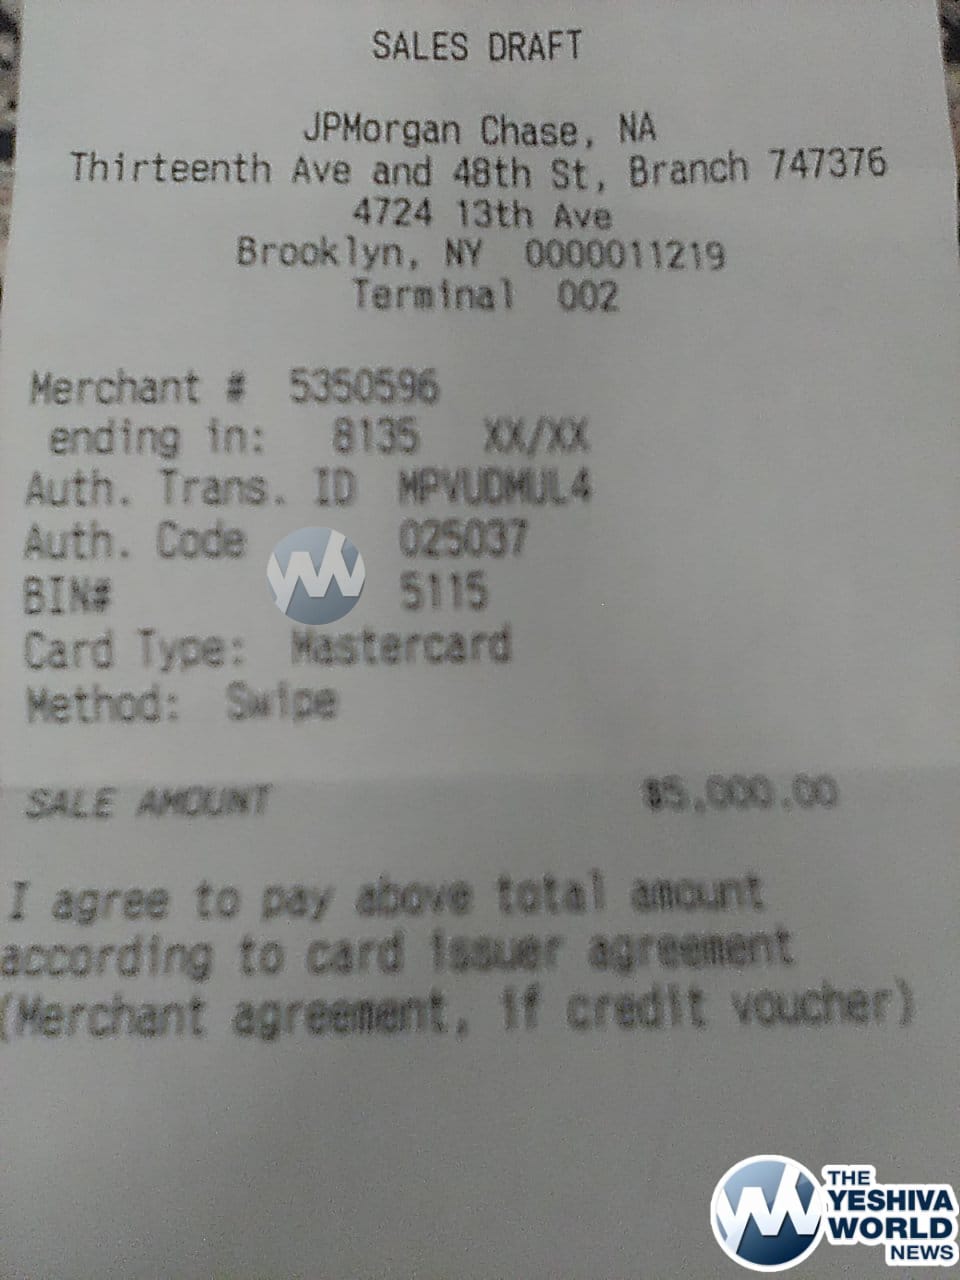 SALES DRAFT
JPMorgan Chase, NA
Thirteenth Ave and 48th St, Branch 747376
4724 13th Ave
Brooklyn, NY 0000011219
Terminal 002
Merchant # 5350596
ending in: 8135 XX/XX
Auth. Trans. ID MPVUDMUL4
Auth. Code 025037
BIN# 5115
Card Type: Mastercard
Method: Swipe
SALE AMOUNT $5,000.00
I agree to pay above total amount
according to card issuer agreement
(Merchant agreement, if credit voucher)
THE
YESHIVA
WORLD
NEWS